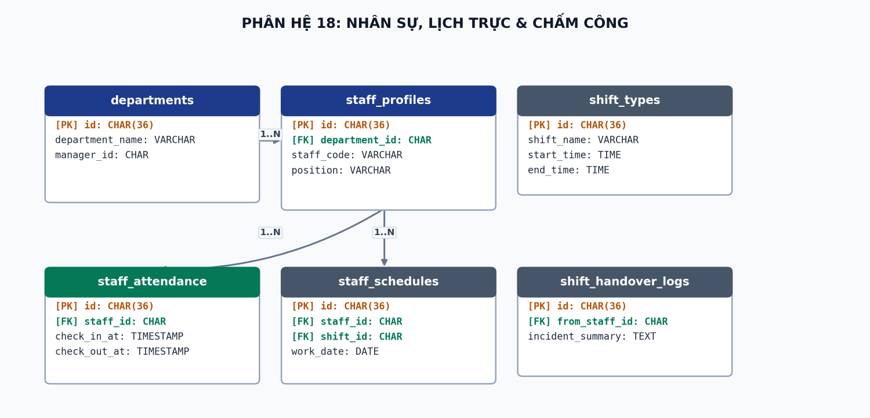 PHÂN HỆ 18: NHÂN SỰ, LỊCH TRỰC & CHẤM CÔNG
departments
[PK] id: CHAR(36)
department_name: VARCHAR
manager_id: CHAR
1..N
staff_profiles
[PK] id: CHAR(36)
[FK] department_id: CHAR
staff_code: VARCHAR
position: VARCHAR
shift_types
[PK] id: CHAR(36)
shift_name: VARCHAR
start_time: TIME
end_time: TIME
1..N
1..N
staff_attendance
[PK] id: CHAR(36)
[FK] staff_id: CHAR
check_in_at: TIMESTAMP
check_out_at: TIMESTAMP
staff_schedules
[PK] id: CHAR(36)
[FK] staff_id: CHAR
[FK] shift_id: CHAR
work_date: DATE
shift_handover_logs
[PK] id: CHAR(36)
[FK] from_staff_id: CHAR
incident_summary: TEXT